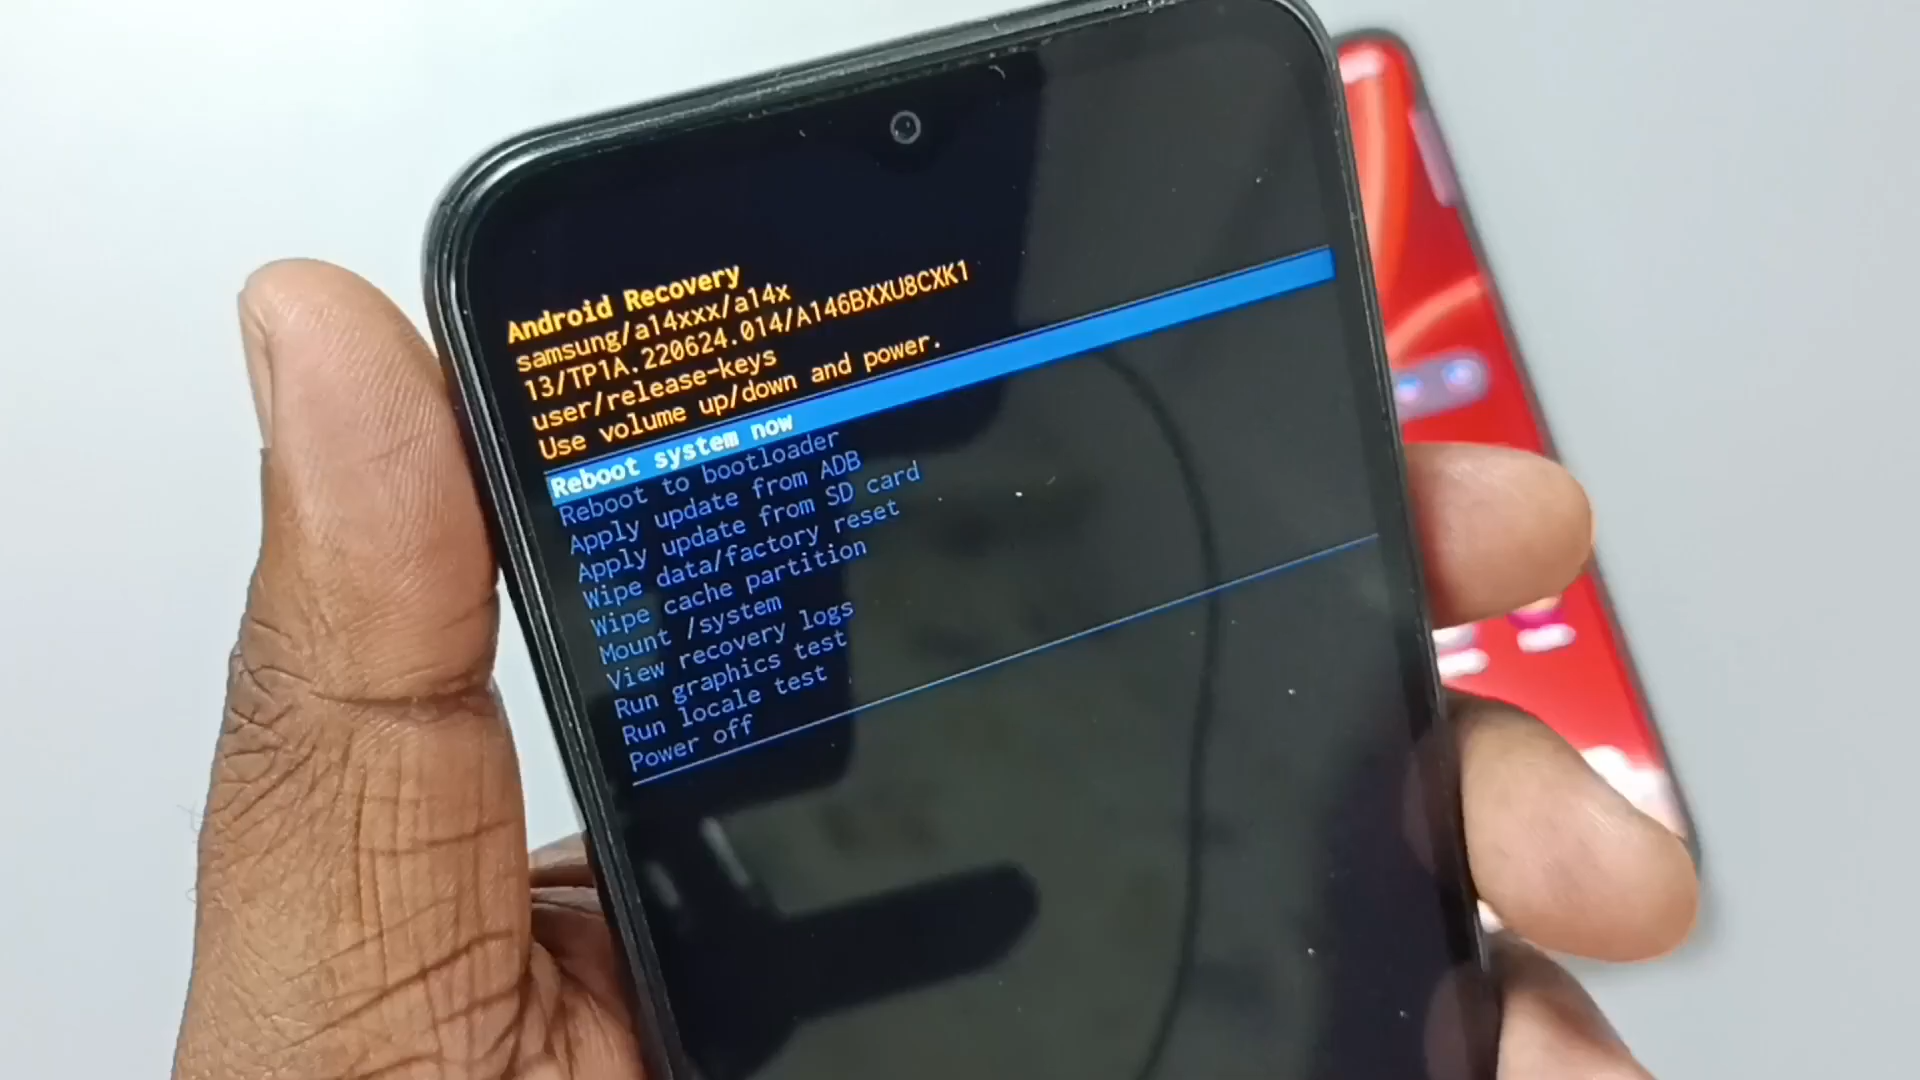 Android Recovery
samsung/a14xxx/a14x
13/TP1A.220624.014/A146BXXU8CXK1
user/release-keys
Use volume up/down and power.
Reboot system now
Reboot to bootloader
Apply update from ADB
Apply update from SD card
Wipe data/factory reset
Wipe cache partition
Mount /system
View recovery logs
Run graphics test
Run locale test
Power off